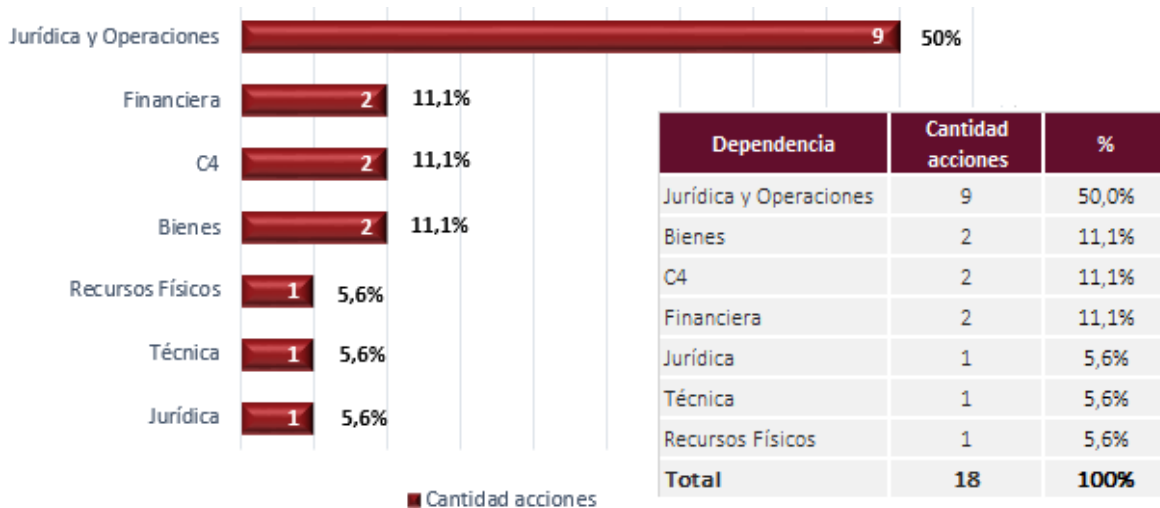 Jurídica y Operaciones 9 50%
Financiera 2 11,1%
C4 2 11,1%
Bienes 2 11,1%
Recursos Físicos 1 5,6%
Técnica 1 5,6%
Jurídica 1 5,6%
Cantidad acciones
Dependencia Cantidad acciones %
Jurídica y Operaciones 9 50,0%
Bienes 2 11,1%
C4 2 11,1%
Financiera 2 11,1%
Jurídica 1 5,6%
Técnica 1 5,6%
Recursos Físicos 1 5,6%
Total 18 100%